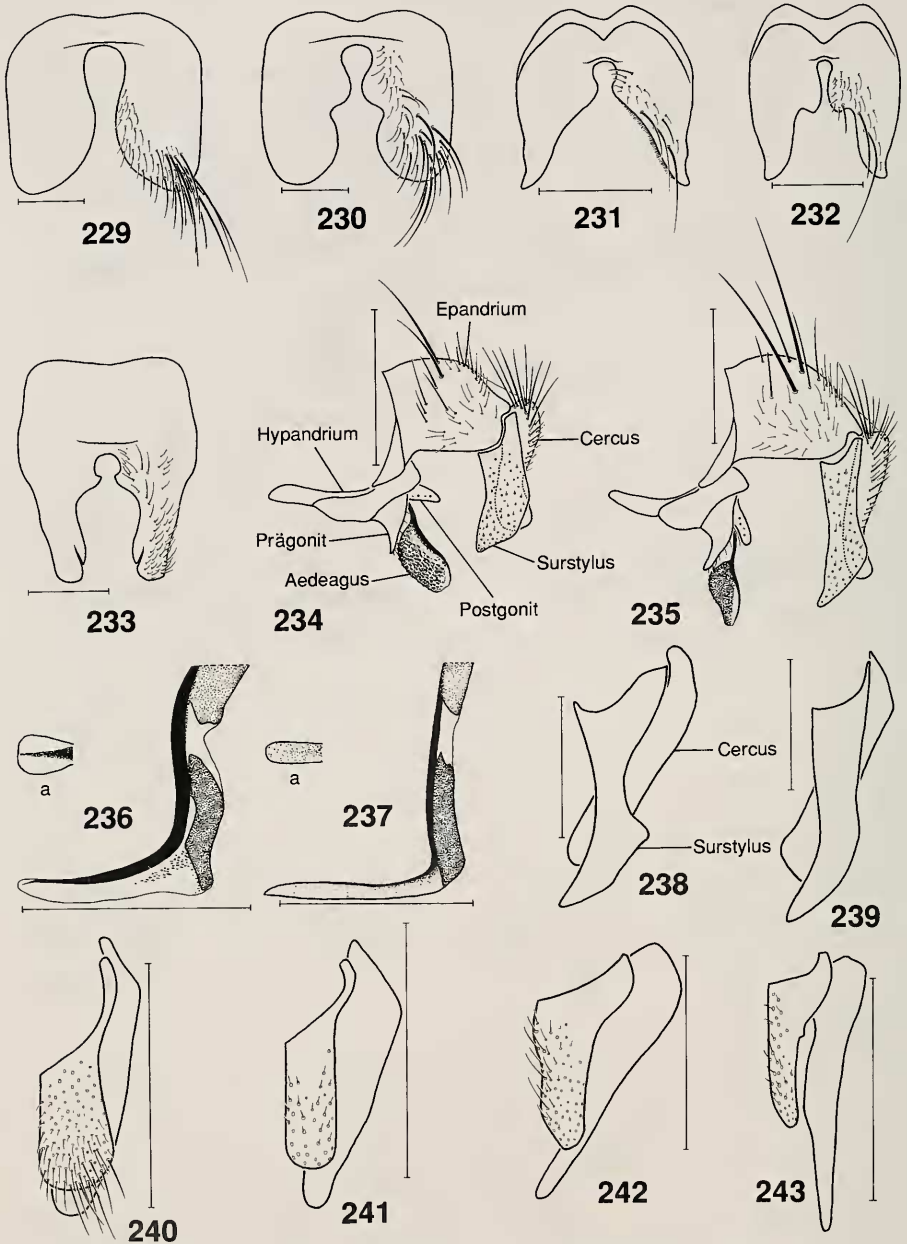 229
230
231
232
Epandrium
Hypandrium
Cercus
Prägonit
Surstylus
Aedeagus
Postgonit
233
234
235
a
236
a
237
Cercus
Surstylus
238
239
240
241
242
243